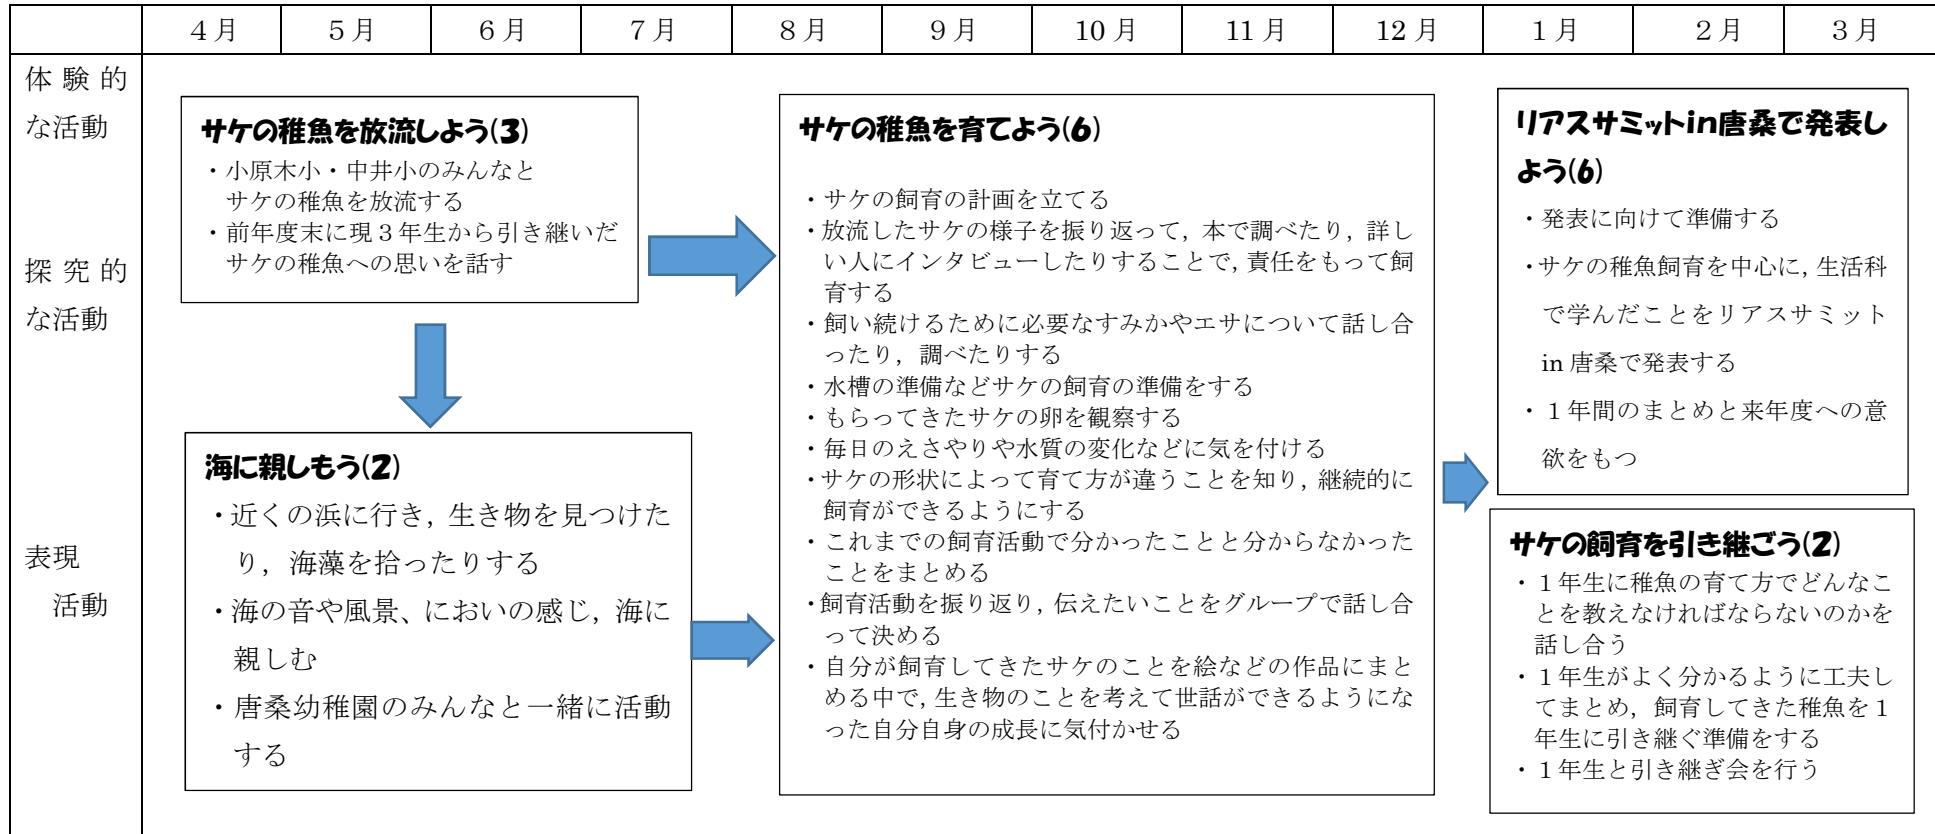 4月 5月 6月 7月 8月 9月 10月 11月 12月 1月 2月 3月
体験的
な活動
探究的
な活動
表現
活動
サケの稚魚を放流しよう(3)
・小原木小・中井小のみんなと
サケの稚魚を放流する
・前年度末に現3年生から引き継いだ
サケの稚魚への思いを話す
海に親しもう(2)
・近くの浜に行き，生き物を見つけた
り，海藻を拾ったりする
・海の音や風景、においの感じ，海に
親しむ
・唐桑幼稚園のみんなと一緒に活動
する
サケの稚魚を育てよう(6)
・サケの飼育の計画を立てる
・放流したサケの様子を振り返って，本で調べたり，詳し
い人にインタビューしたりすることで，責任をもって飼
育する
・飼い続けるために必要なすみかやエサについて話し合
ったり，調べたりする
・水槽の準備などサケの飼育の準備をする
・もらってきたサケの卵を観察する
・毎日のえさやりや水質の変化などに気を付ける
・サケの形状によって育て方が違うことを知り，継続的に
飼育ができるようにする
・これまでの飼育活動で分かったことと分からなかった
ことをまとめる
・飼育活動を振り返り，伝えたいことをグループで話し合
って決める
・自分が飼育してきたサケのことを絵などの作品にまと
める中で，生き物のことを考えて世話ができるようにな
った自分自身の成長に気付かせる
リアスサミットin唐桑で発表し
よう(6)
・発表に向けて準備する
・サケの稚魚飼育を中心に，生活科
で学んだことをリアスサミット
in 唐桑で発表する
・1年間のまとめと来年度への意
欲をもつ
サケの飼育を引き継ごう(2)
・1年生に稚魚の育て方でどんなこ
とを教えなければならないのかを
話し合う
・1年生がよく分かるように工夫し
てまとめ，飼育してきた稚魚を1
年生に引き継ぐ準備をする
・1年生と引き継ぎ会を行う